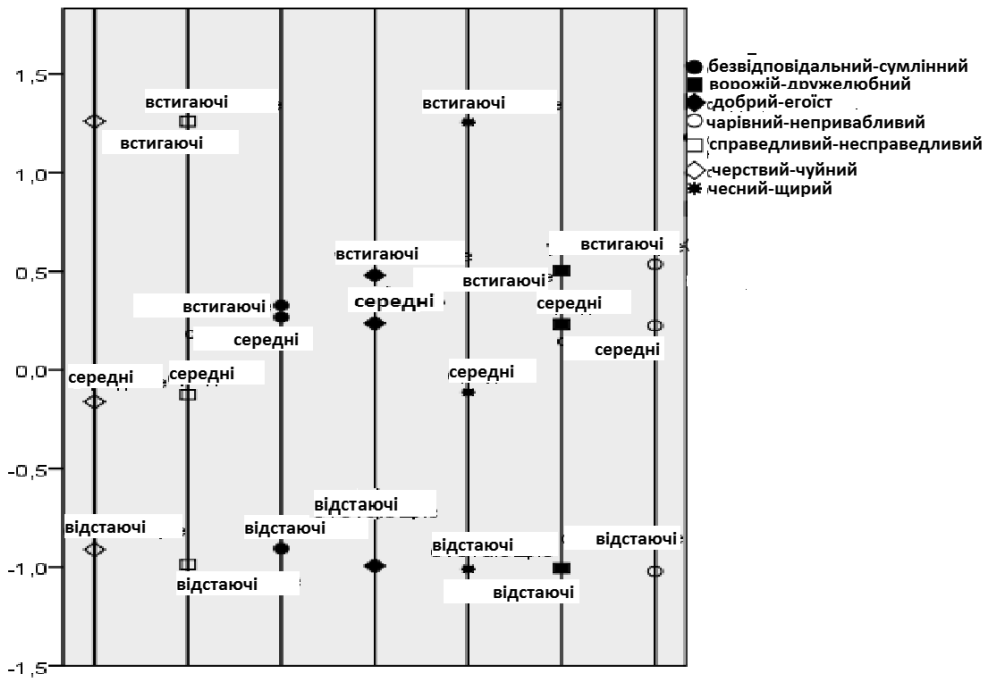 1,5
1,0
0,5
0,0
-0,5
-1,0
-1,5
безвідповідальний-сумлінний
ворожій-дружелюбний
добрий-егоїст
чарівний-непривабливий
справедливий-несправедливий
черствий-чуйний
чесний-щирий
встигаючі
встигаючі
встигаючі
встигаючі
встигаючі
встигаючі
встигаючі
середні
середні
середні
середні
середні
середні
середні
відстаючі
відстаючі
відстаючі
відстаючі
відстаючі
відстаючі
відстаючі